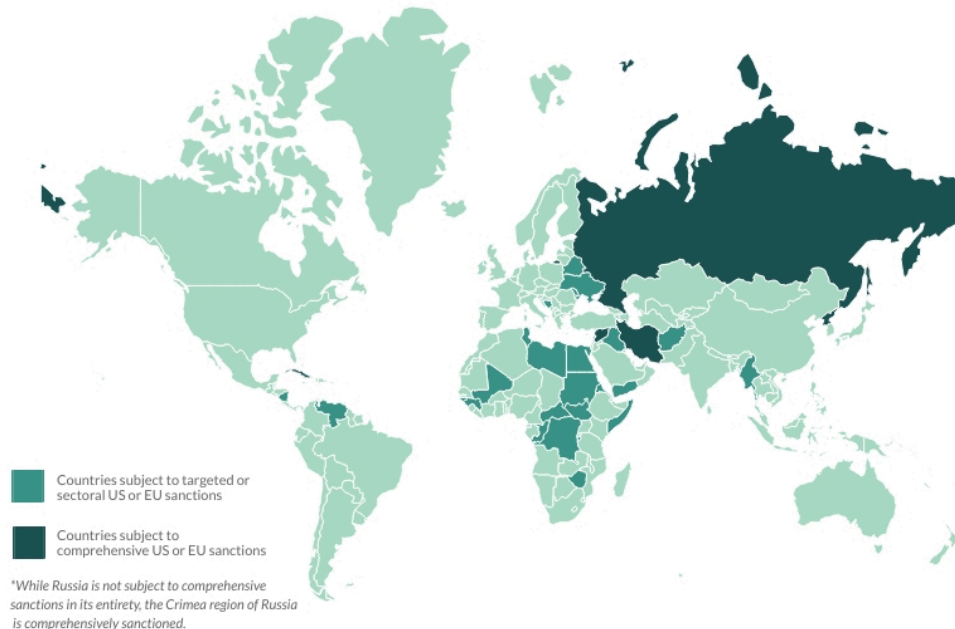 Countries subject to targeted or
sectoral US or EU sanctions
Countries subject to
comprehensive US or EU sanctions
*While Russia is not subject to comprehensive
sanctions in its entirety, the Crimea region of Russia
is comprehensively sanctioned.